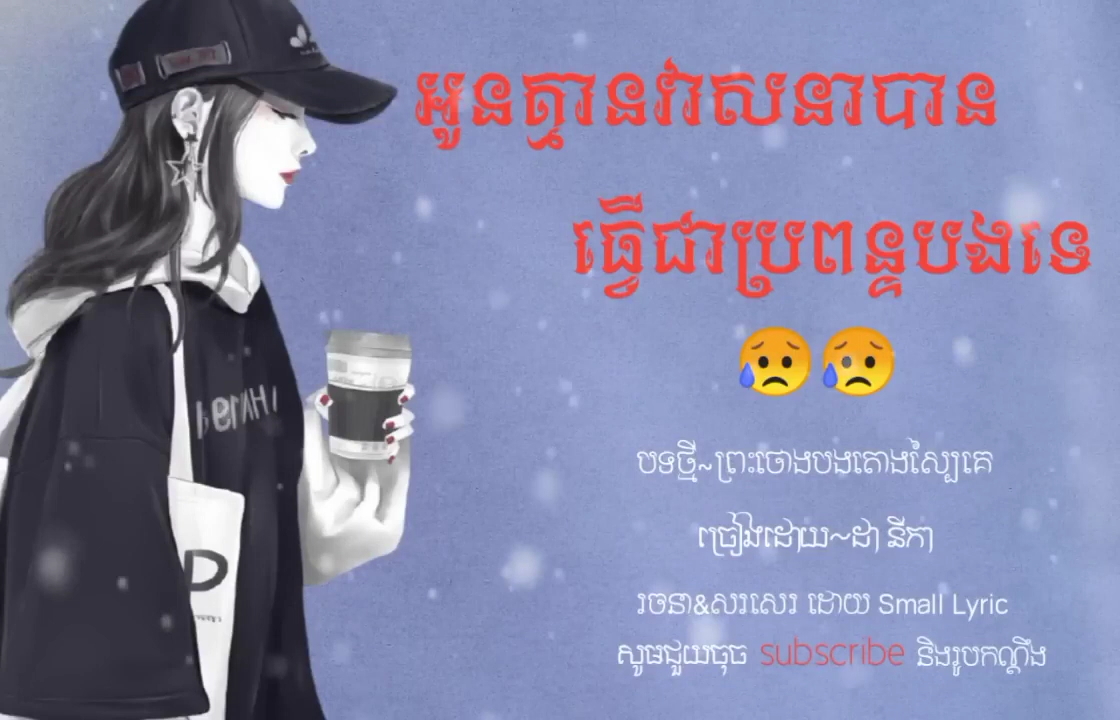 អូនគ្មានវាសនាបាន
ធ្វើជាប្រពន្ធបងទេ
បទថ្មី~ព្រះថោងបងតោងស្បៃគេ
ច្រៀងដោយ~ដា នីកា
រចនា&សរសេរ ដោយ Small Lyric
សូមជួយចុច subscribe និងរូបកណ្ដឹង